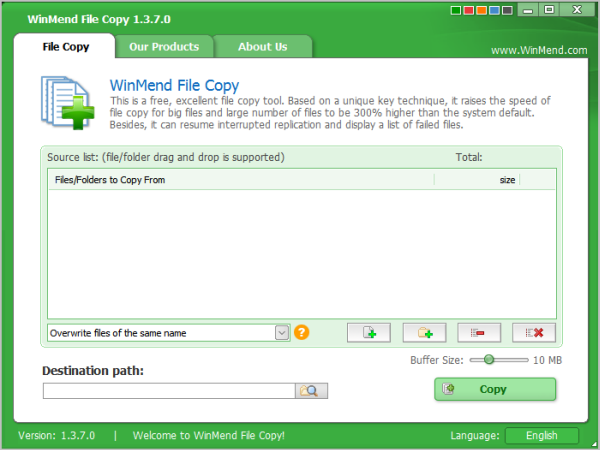 WinMend File Copy 1.3.7.0
File Copy
Our Products
About Us
www.WinMend.com
WinMend File Copy
This is a free, excellent file copy tool. Based on a unique key technique, it raises the speed of
file copy for big files and large number of files to be 300% higher than the system default.
Besides, it can resume interrupted replication and display a list of failed files.
Source list: (file/folder drag and drop is supported)
Total:
Files/Folders to Copy From
size
Overwrite files of the same name
?
Buffer Size:
10 MB
Destination path:
Copy
Version: 1.3.7.0
|
Welcome to WinMend File Copy!
Language:
English